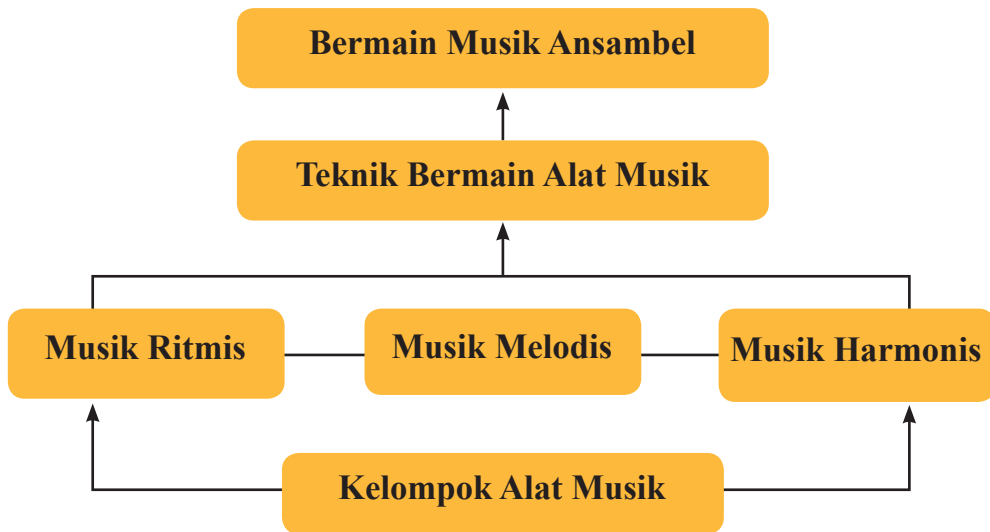 Bermain Musik Ansambel
Teknik Bermain Alat Musik
Musik Ritmis
Musik Melodis
Musik Harmonis
Kelompok Alat Musik